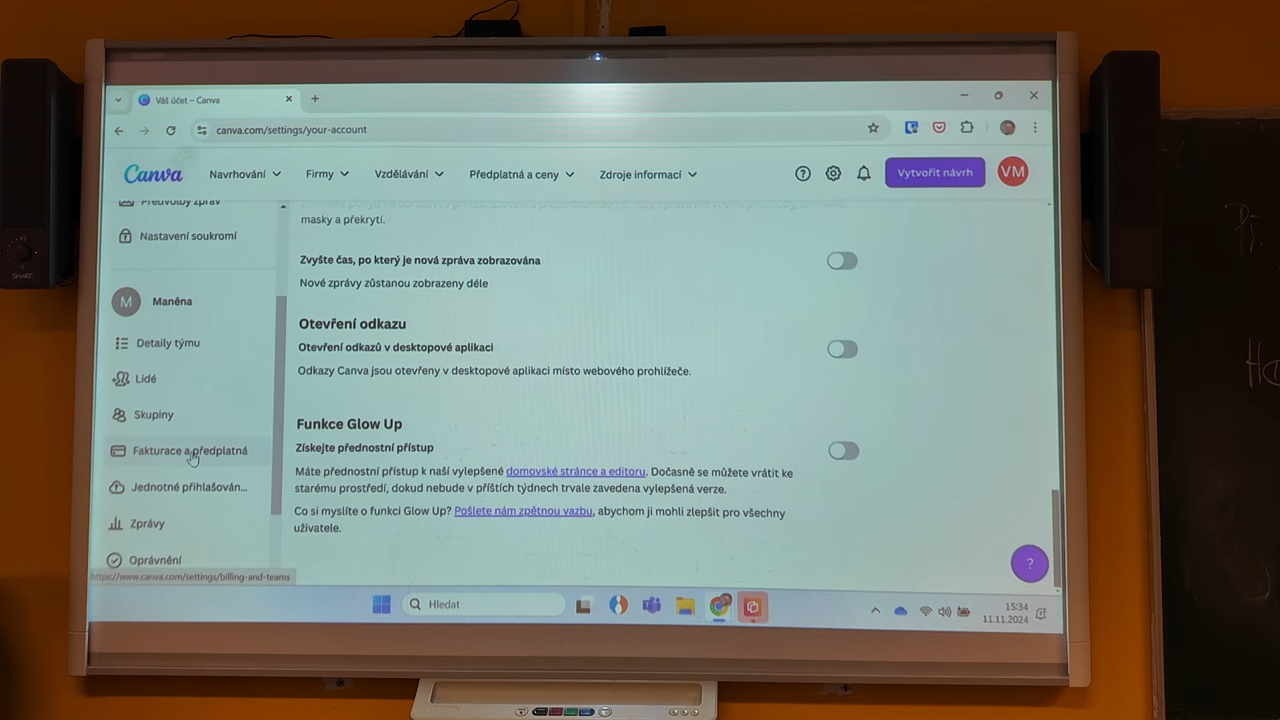 Váš účet – Canva
canva.com/settings/your-account
Canva
Navrhování
Firmy
Vzdělávání
Předplatná a ceny
Zdroje informací
Vytvořit návrh
VM
Předvolby zpráv
Nastavení soukromí
M
Maněna
Detaily týmu
Lidé
Skupiny
Fakturace a předplatná
Jednotné přihlašován...
Zprávy
Oprávnění
https://www.canva.com/settings/billing-and-teams
masky a překrytí.
Zvyšte čas, po který je nová zpráva zobrazována
Nové zprávy zůstanou zobrazeny déle
Otevření odkazu
Otevření odkazů v desktopové aplikaci
Odkazy Canva jsou otevřeny v desktopové aplikaci místo webového prohlížeče.
Funkce Glow Up
Získejte přednostní přístup
Máte přednostní přístup k naší vylepšené domovské stránce a editoru. Dočasně se můžete vrátit ke
starému prostředí, dokud nebude v příštích týdnech trvale zavedena vylepšená verze.
Co si myslíte o funkci Glow Up? Pošlete nám zpětnou vazbu, abychom ji mohli zlepšit pro všechny
uživatele.
?
Hledat
15:34
11.11.2024
SMART